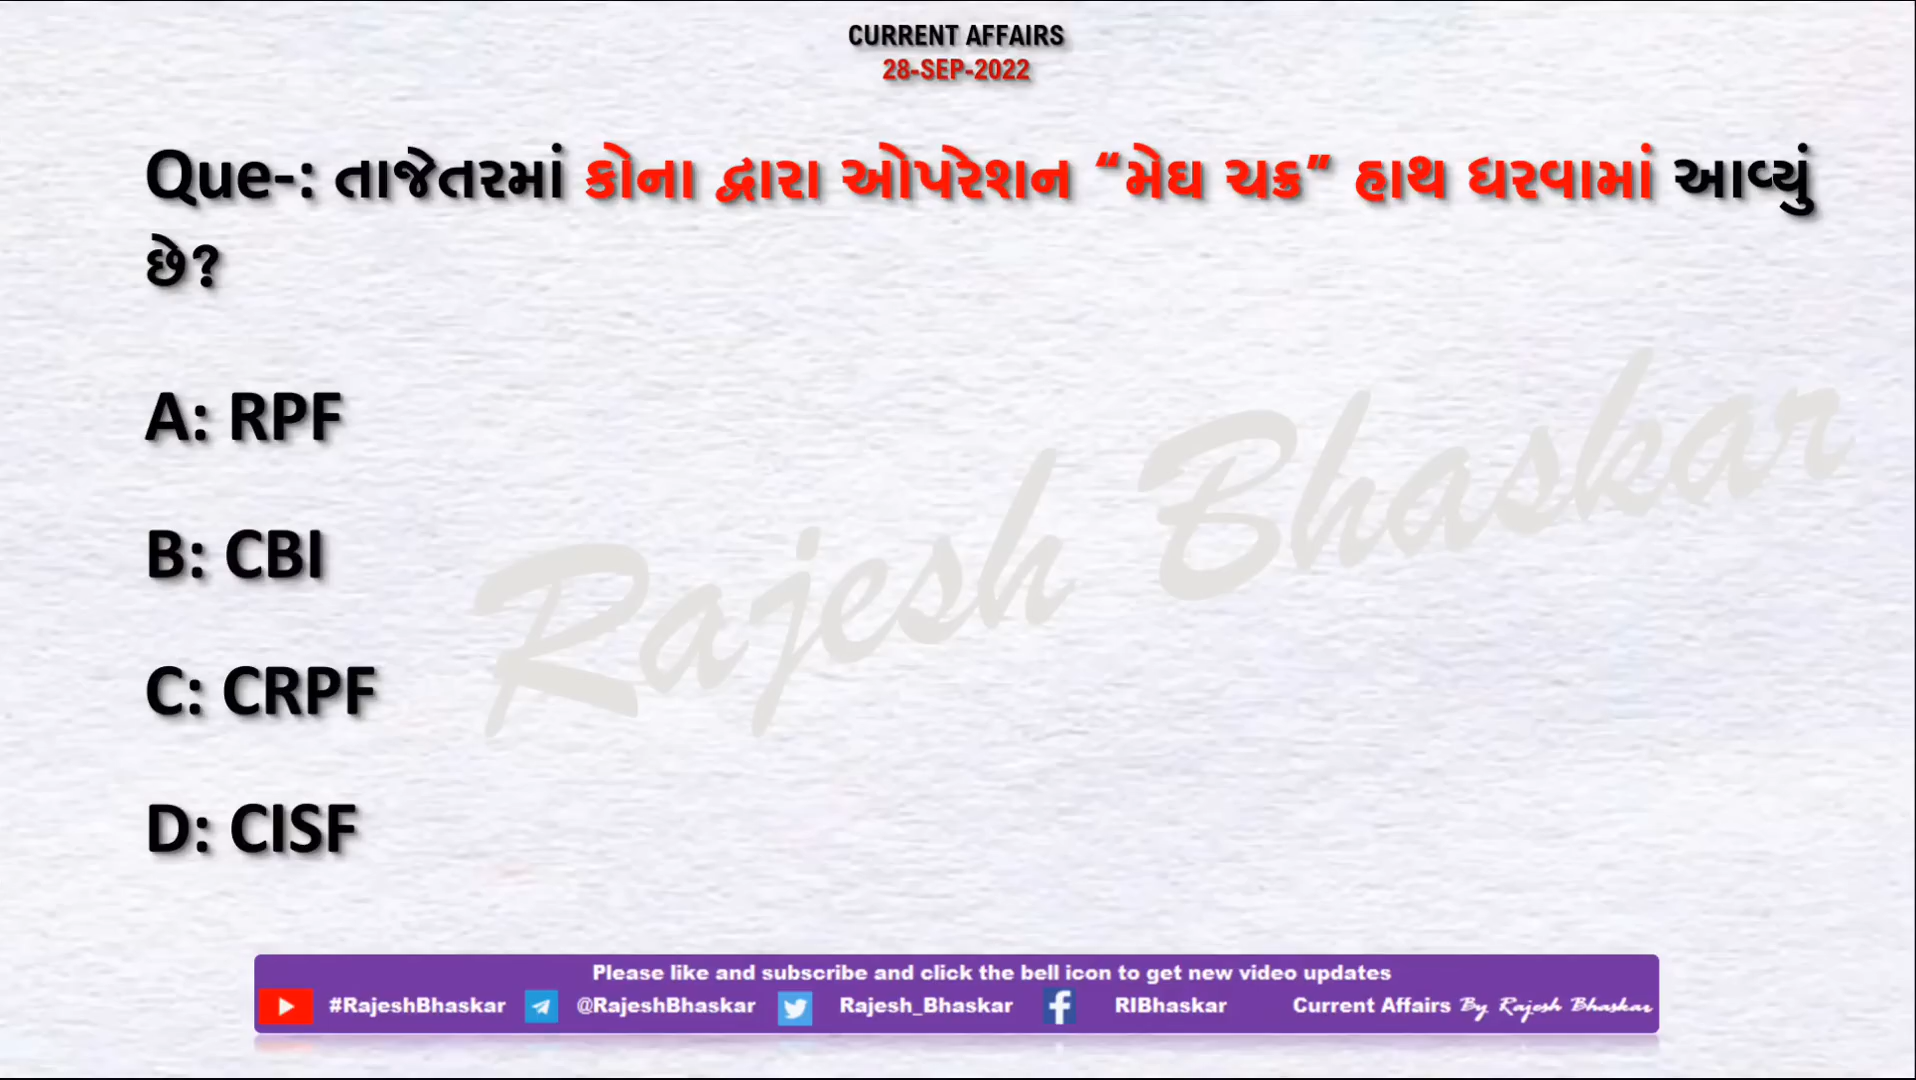 CURRENT AFFAIRS
28-SEP-2022
Que-: તાજેતરમાં કોના દ્વારા ઓપરેશન “મેઘ ચક્ર” હાથ ધરવામાં આવ્યું
છે?
A: RPF
B: CBI
C: CRPF
D: CISF
Rajesh Bhaskar
Please like and subscribe and click the bell icon to get new video updates
#RajeshBhaskar @RajeshBhaskar Rajesh_Bhaskar RIBhaskar Current Affairs By Rajesh Bhaskar